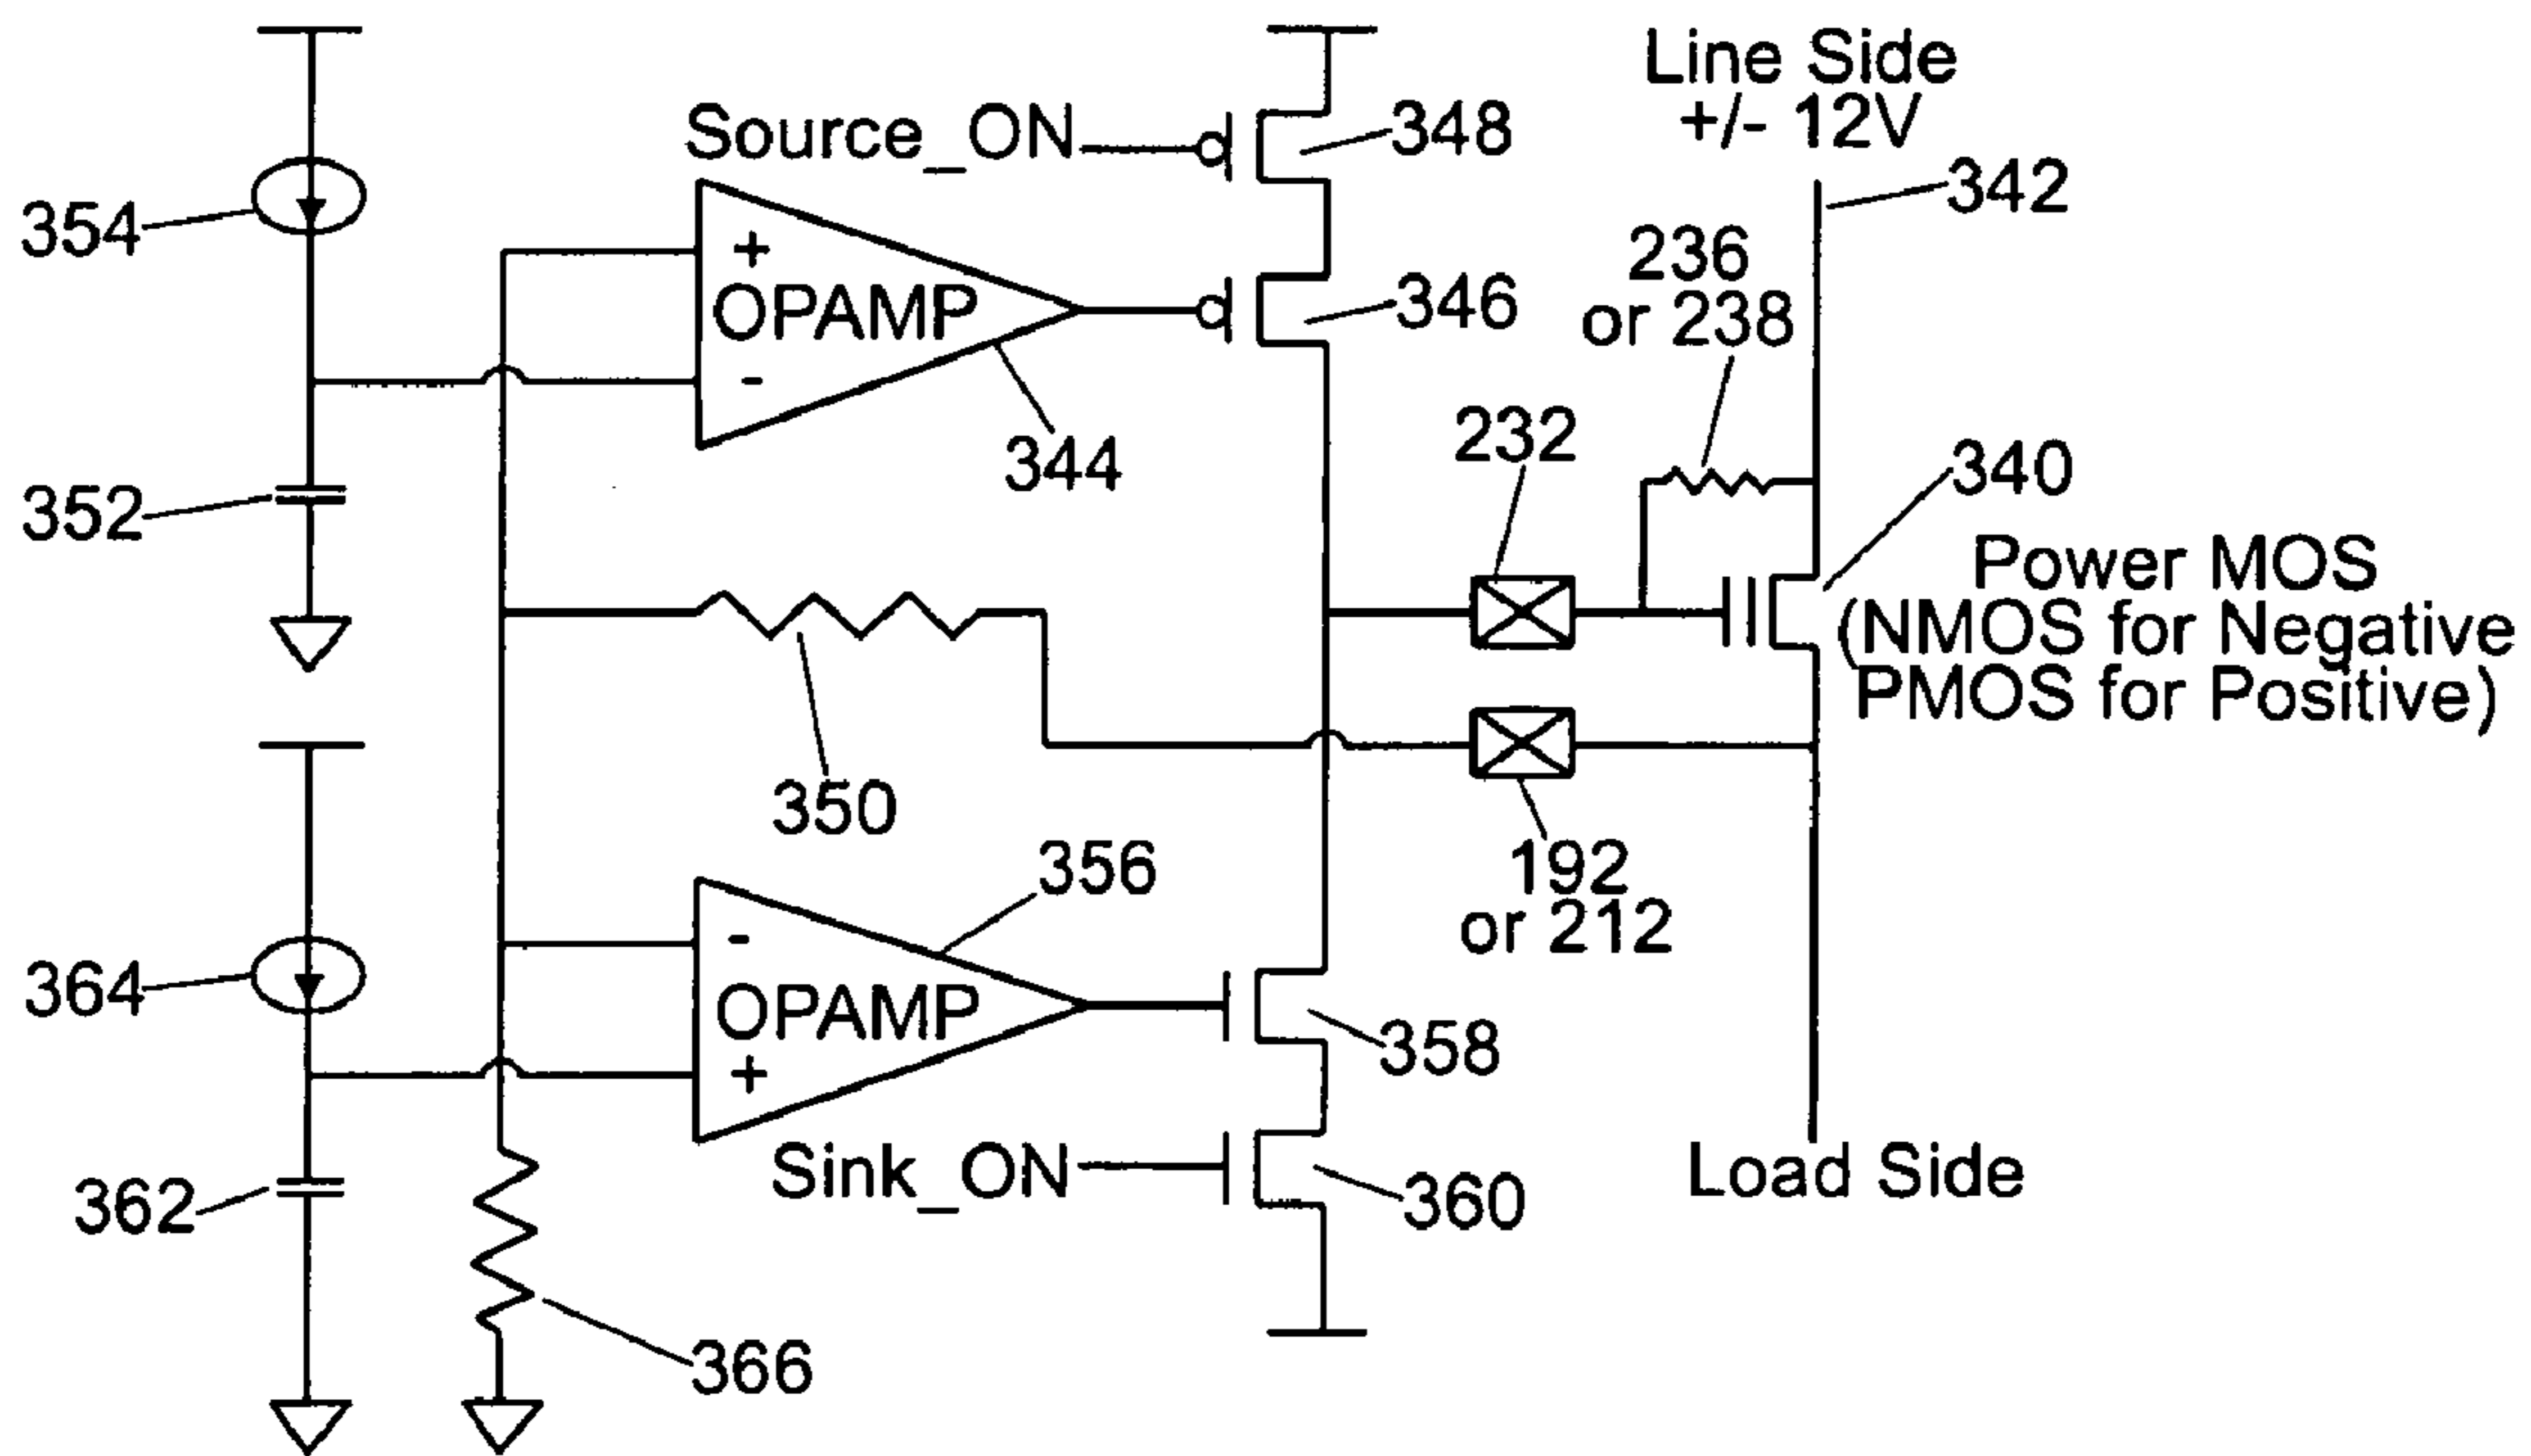 Line Side
+/- 12V
Source_ON
348
342
354
236
or 238
+
OPAMP
-
346
232
340
344
352
Power MOS
(NMOS for Negative
PMOS for Positive)
350
192
or 212
356
364
-
OPAMP
+
358
Sink_ON
Load Side
362
360
366